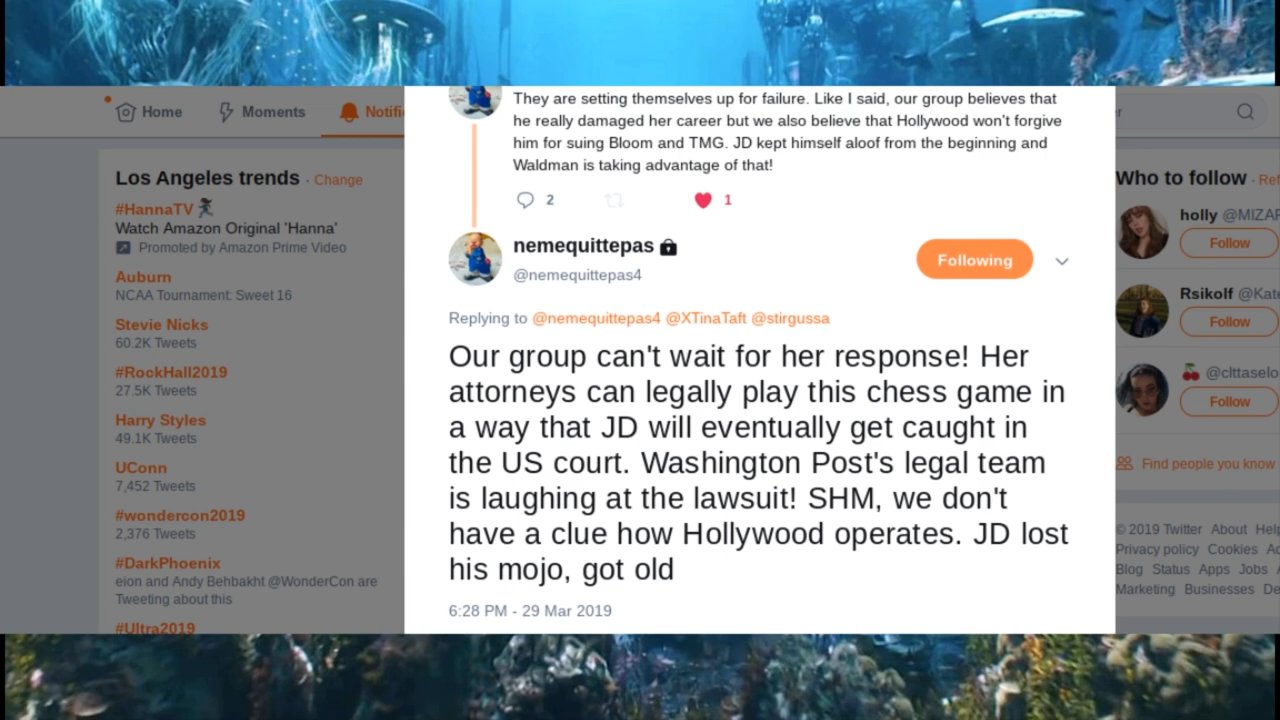 They are setting themselves up for failure. Like I said, our group believes that
he really damaged her career but we also believe that Hollywood won't forgive
him for suing Bloom and TMG. JD kept himself aloof from the beginning and
Waldman is taking advantage of that!
2
1
nemequittepas
@nemequittepas4
Following
Replying to @nemequittepas4 @XTinaTaft @stirgussa
Our group can't wait for her response! Her
attorneys can legally play this chess game in
a way that JD will eventually get caught in
the US court. Washington Post's legal team
is laughing at the lawsuit! SHM, we don't
have a clue how Hollywood operates. JD lost
his mojo, got old
6:28 PM - 29 Mar 2019
Home
Moments
Notifi
Los Angeles trends · Change
#HannaTV
Watch Amazon Original 'Hanna'
Promoted by Amazon Prime Video
Auburn
NCAA Tournament: Sweet 16
Stevie Nicks
60.2K Tweets
#RockHall2019
27.5K Tweets
Harry Styles
49.1K Tweets
UConn
7,452 Tweets
#wondercon2019
2,376 Tweets
#DarkPhoenix
eion and Andy Behbakht @WonderCon are
Tweeting about this
#Ultra2019
Who to follow · Ref
holly @MIZAR
Follow
Rsikolf @Kate
Follow
@clttaselo
Follow
Find people you know
© 2019 Twitter About Help
Privacy policy Cookies Ad
Blog Status Apps Jobs A
Marketing Businesses De